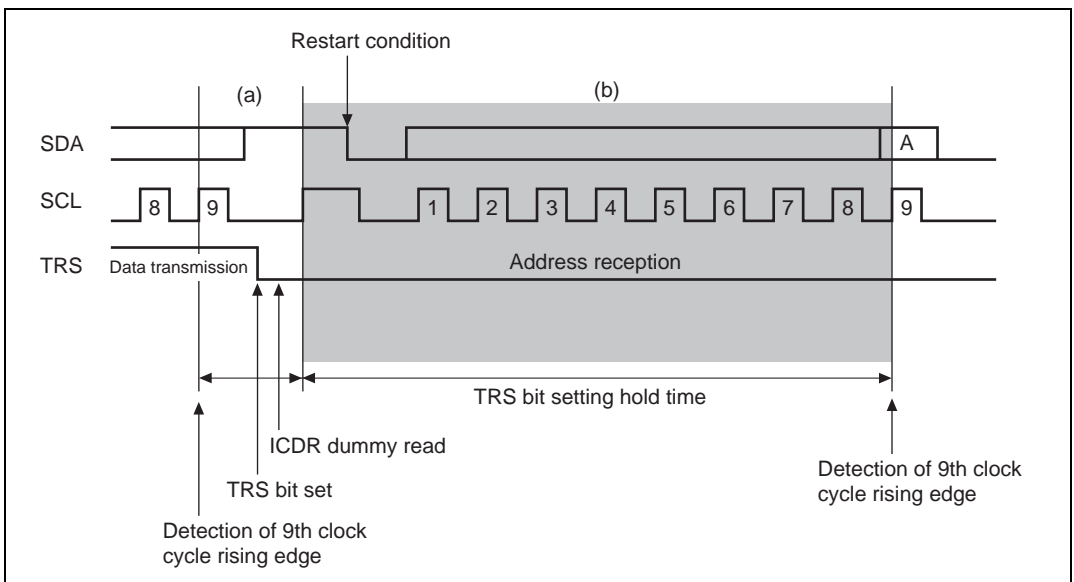 Restart condition
(a)
(b)
SDA
A
SCL
8
9
1
2
3
4
5
6
7
8
9
TRS
Data transmission
Address reception
TRS bit setting hold time
ICDR dummy read
TRS bit set
Detection of 9th clock
cycle rising edge
Detection of 9th clock
cycle rising edge